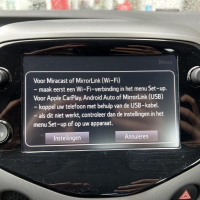 Voor Miracast of MirrorLink (Wi-Fi)
- maak eerst een Wi-Fi-verbinding in het menu Set-up.
Voor Apple CarPlay, Android Auto of MirrorLink (USB)
- koppel uw telefoon met behulp van de USB-kabel.
- als dit niet werkt, controleer dan de instellingen in het
menu Set-up of op uw apparaat.
Instellingen
Annuleren